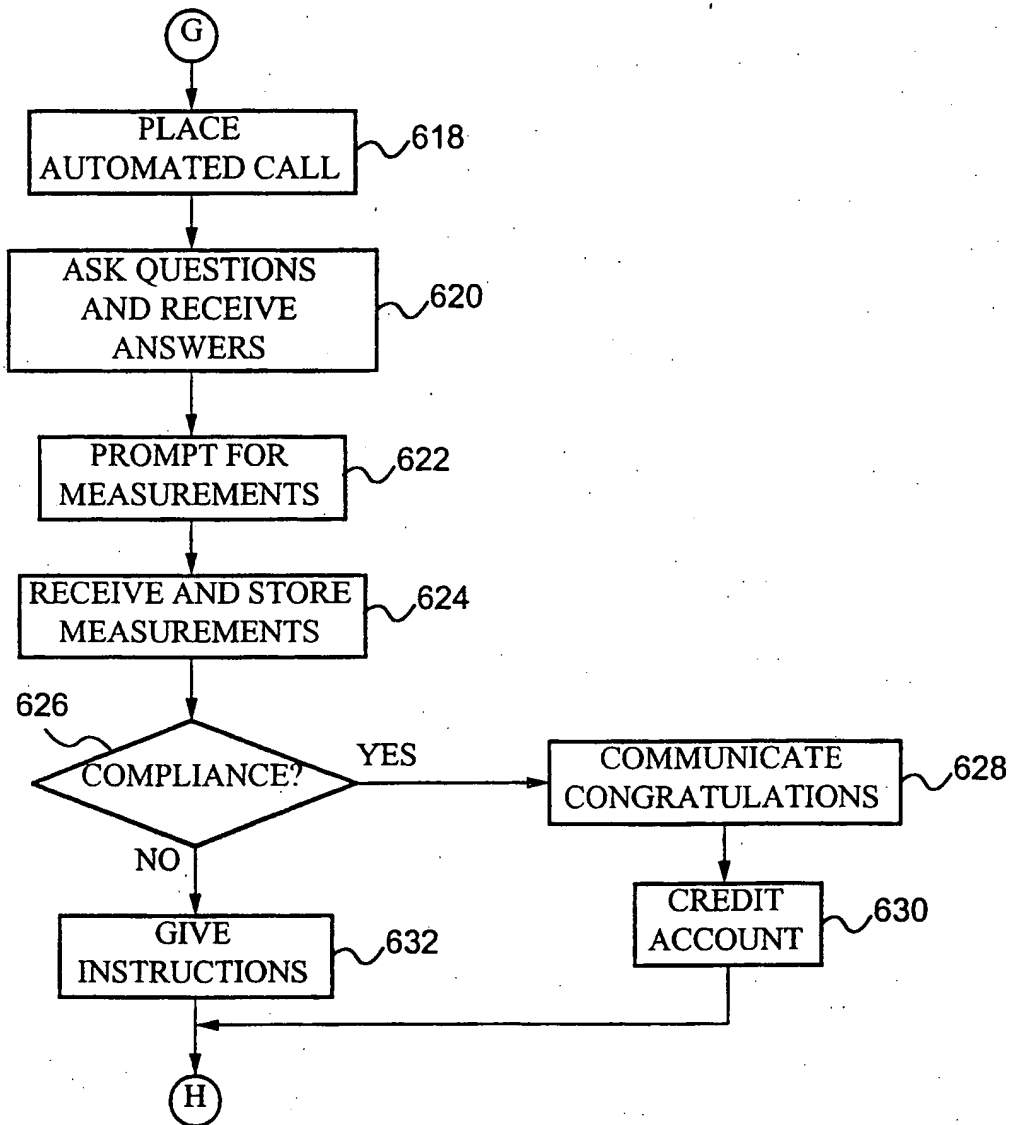 G
PLACE
AUTOMATED CALL
618
ASK QUESTIONS
AND RECEIVE
ANSWERS
620
PROMPT FOR
MEASUREMENTS
622
RECEIVE AND STORE
MEASUREMENTS
624
626
COMPLIANCE?
YES
COMMUNICATE
CONGRATULATIONS
628
NO
CREDIT
ACCOUNT
630
GIVE
INSTRUCTIONS
632
H